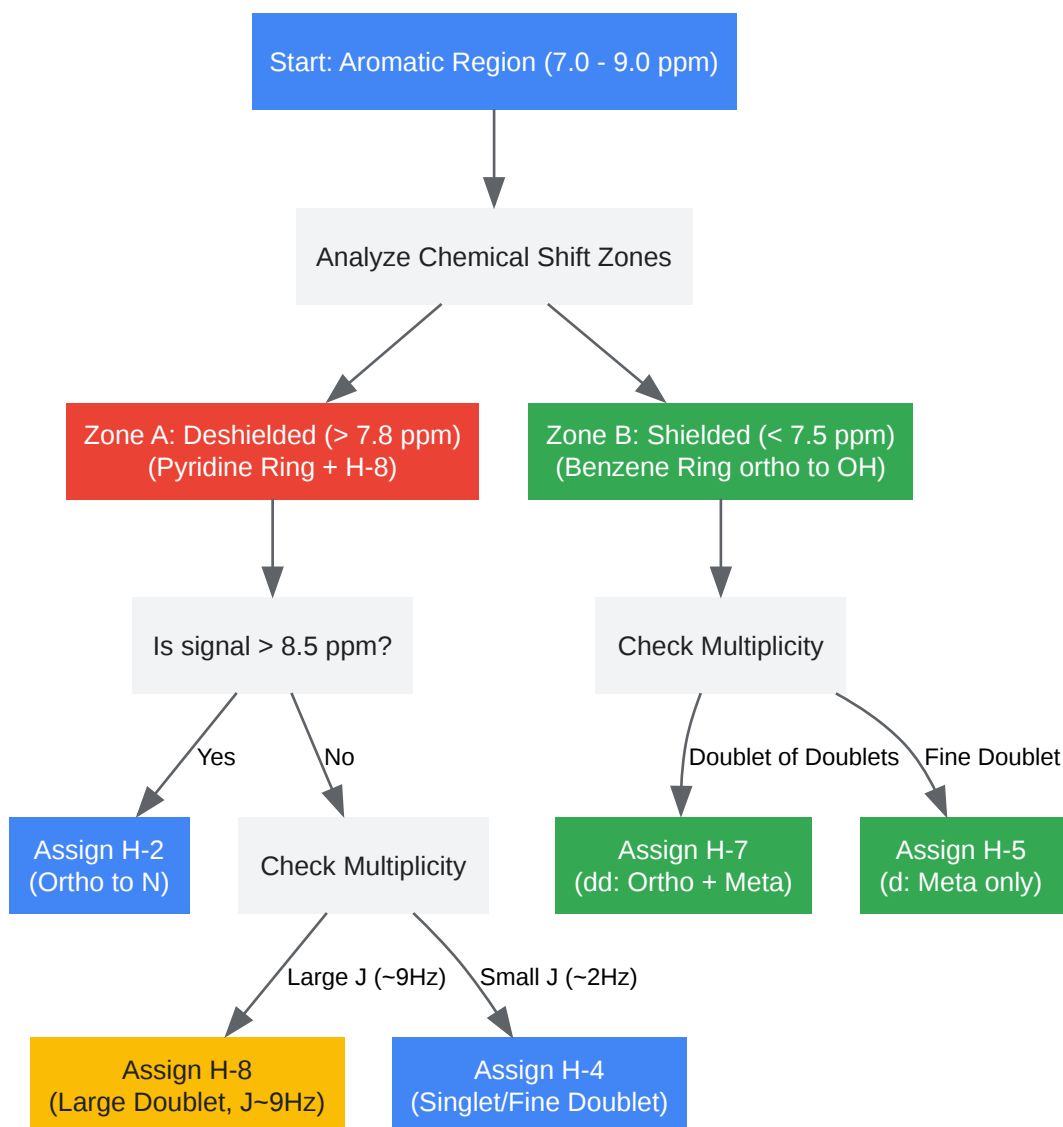 Start: Aromatic Region (7.0 - 9.0 ppm)
Analyze Chemical Shift Zones
Zone A: Deshielded (> 7.8 ppm)
(Pyridine Ring + H-8)
Zone B: Shielded (< 7.5 ppm)
(Benzene Ring ortho to OH)
Is signal > 8.5 ppm?
Check Multiplicity
Yes
No
Doublet of Doublets
Fine Doublet
Assign H-2
(Ortho to N)
Check Multiplicity
Assign H-7
(dd: Ortho + Meta)
Assign H-5
(d: Meta only)
Large J (~9Hz)
Small J (~2Hz)
Assign H-8
(Large Doublet, J~9Hz)
Assign H-4
(Singlet/Fine Doublet)